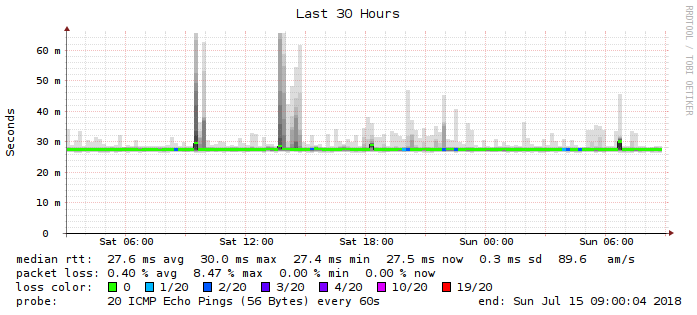 Last 30 Hours
RRDTOOL / TOBI OETIKER
Seconds
60 m
50 m
40 m
30 m
20 m
10 m
0
Sat 06:00 Sat 12:00 Sat 18:00 Sun 00:00 Sun 06:00
median rtt: 27.6 ms avg 30.0 ms max 27.4 ms min 27.5 ms now 0.3 ms sd 89.6 am/s
packet loss: 0.40 % avg 8.47 % max 0.00 % min 0.00 % now
loss color: 0 1/20 2/20 3/20 4/20 10/20 19/20
probe: 20 ICMP Echo Pings (56 Bytes) every 60s end: Sun Jul 15 09:00:04 2018